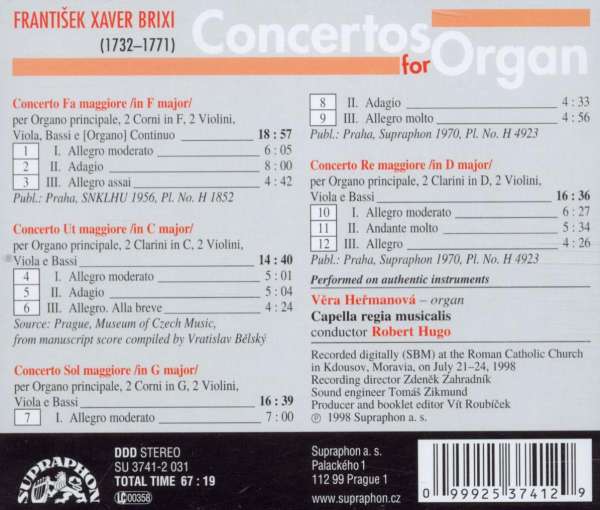 FRANTIŠEK XAVER BRIXI
(1732–1771)
Concertos
for Organ
Concerto Fa maggiore /in F major/
per Organo principale, 2 Corni in F, 2 Violini,
Viola, Bassi e [Organo] Continuo 18 : 57
1 I. Allegro moderato 6 : 05
2 II. Adagio 8 : 00
3 III. Allegro assai 4 : 42
Publ.: Praha, SNKLHU 1956, Pl. No. H 1852
Concerto Ut maggiore /in C major/
per Organo principale, 2 Clarini in C, 2 Violini,
Viola e Bassi 14 : 40
4 I. Allegro moderato 5 : 01
5 II. Adagio 5 : 04
6 III. Allegro. Alla breve 4 : 24
Source: Prague, Museum of Czech Music,
from manuscript score compiled by Vratislav Bělský
Concerto Sol maggiore /in G major/
per Organo principale, 2 Corni in G, 2 Violini,
Viola e Bassi 16 : 39
7 I. Allegro moderato 7 : 00
8 II. Adagio 4 : 33
9 III. Allegro molto 4 : 56
Publ.: Praha, Supraphon 1970, Pl. No. H 4923
Concerto Re maggiore /in D major/
per Organo principale, 2 Clarini in D, 2 Violini,
Viola e Bassi 16 : 36
10 I. Allegro moderato 6 : 27
11 II. Andante molto 5 : 34
12 III. Allegro 4 : 26
Publ.: Praha, Supraphon 1970, Pl. No. H 4923
Performed on authentic instruments
Věra Heřmanová – organ
Capella regia musicalis
conductor Robert Hugo
Recorded digitally (SBM) at the Roman Catholic Church
in Kdousov, Moravia, on July 21–24, 1998
Recording director Zdeněk Zahradník
Sound engineer Tomáš Zikmund
Producer and booklet editor Vít Roubíček
℗ 1998 Supraphon a. s.
SUPRAPHON
DDD STEREO
SU 3741-2 031
TOTAL TIME 67 : 19
LC 00358
Supraphon a. s.
Palackého 1
112 99 Prague 1
www.supraphon.cz
0 99925 37412 9